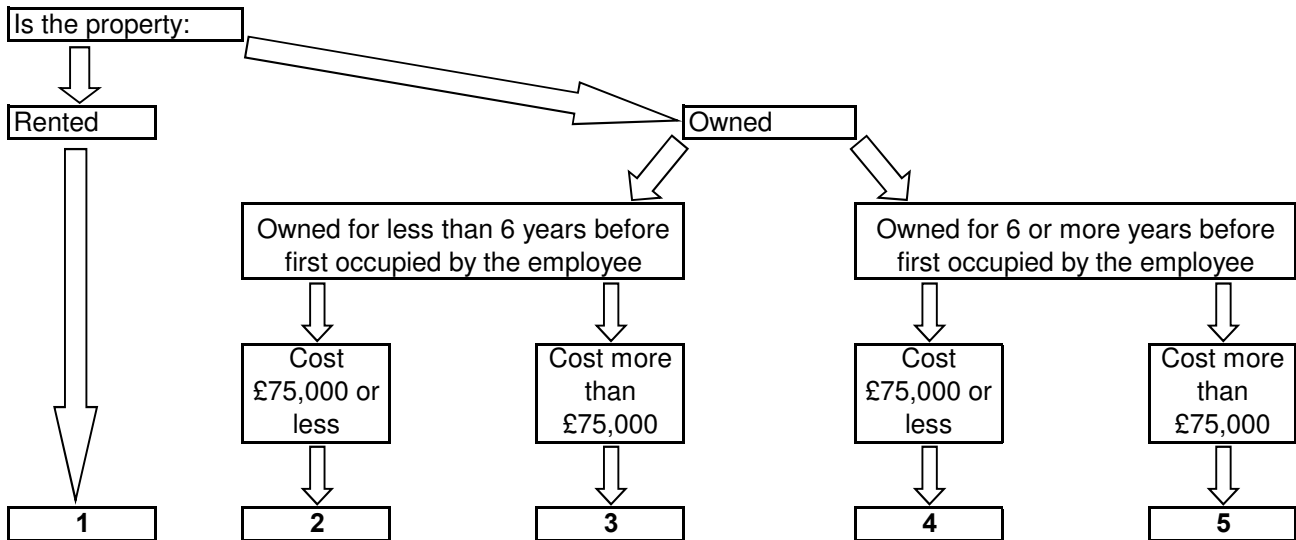 Is the property:
Rented
Owned
Owned for less than 6 years before
first occupied by the employee
Owned for 6 or more years before
first occupied by the employee
Cost
£75,000 or
less
Cost more
than
£75,000
Cost
£75,000 or
less
Cost more
than
£75,000
1
2
3
4
5